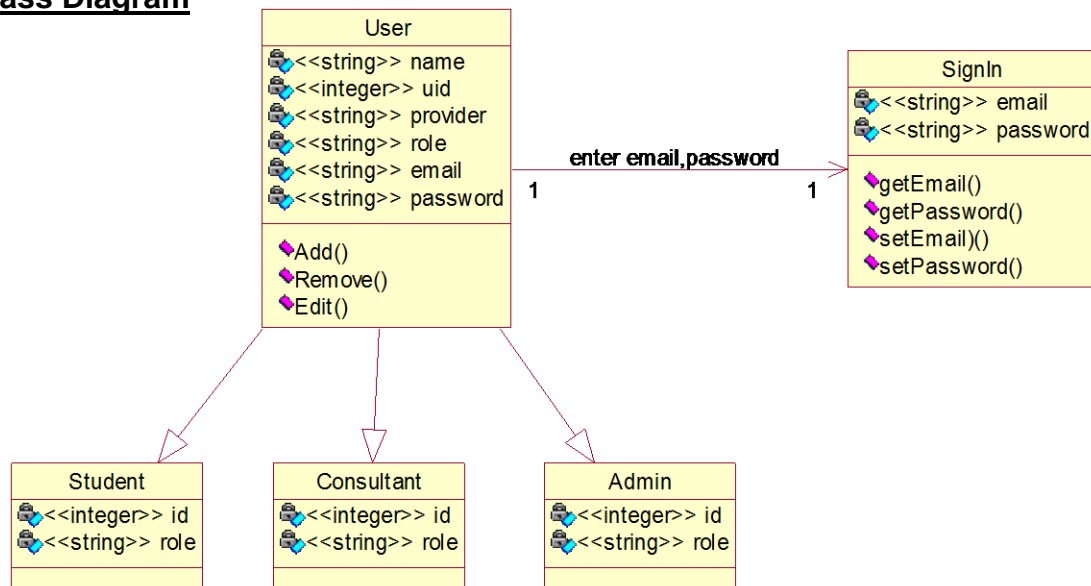 ass Diagram
User
<<string>> name
<<integer>> uid
<<string>> provider
<<string>> role
<<string>> email
<<string>> password
Add()
Remove()
Edit()
enter email,password
1
1
SignIn
<<string>> email
<<string>> password
getEmail()
getPassword()
setEmail)()
setPassword()
Student
<<integer>> id
<<string>> role
Consultant
<<integer>> id
<<string>> role
Admin
<<integer>> id
<<string>> role